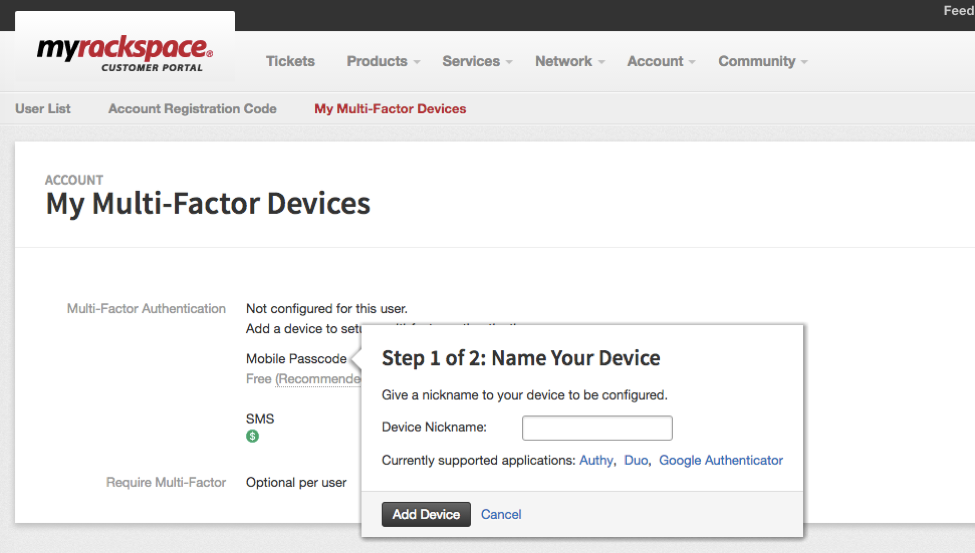 Feed
myrackspace®
CUSTOMER PORTAL
Tickets Products Services Network Account Community
User List Account Registration Code My Multi-Factor Devices
ACCOUNT
My Multi-Factor Devices
Multi-Factor Authentication Not configured for this user.
Add a device to setu
Mobile Passcode
Free (Recommende
SMS
$
Require Multi-Factor Optional per user
Step 1 of 2: Name Your Device
Give a nickname to your device to be configured.
Device Nickname:
Currently supported applications: Authy, Duo, Google Authenticator
Add Device Cancel